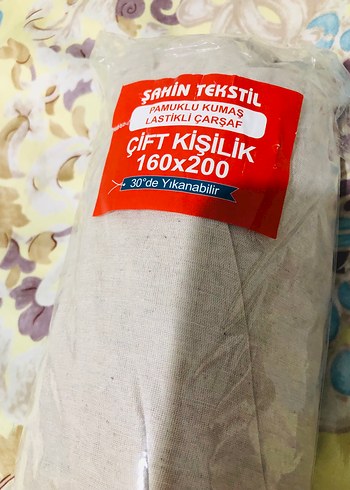 ŞAHİN TEKSTİL
PAMUKLU KUMAŞ
LASTİKLİ ÇARŞAF
ÇİFT KİŞİLİK
160x200
30°de Yıkanabilir